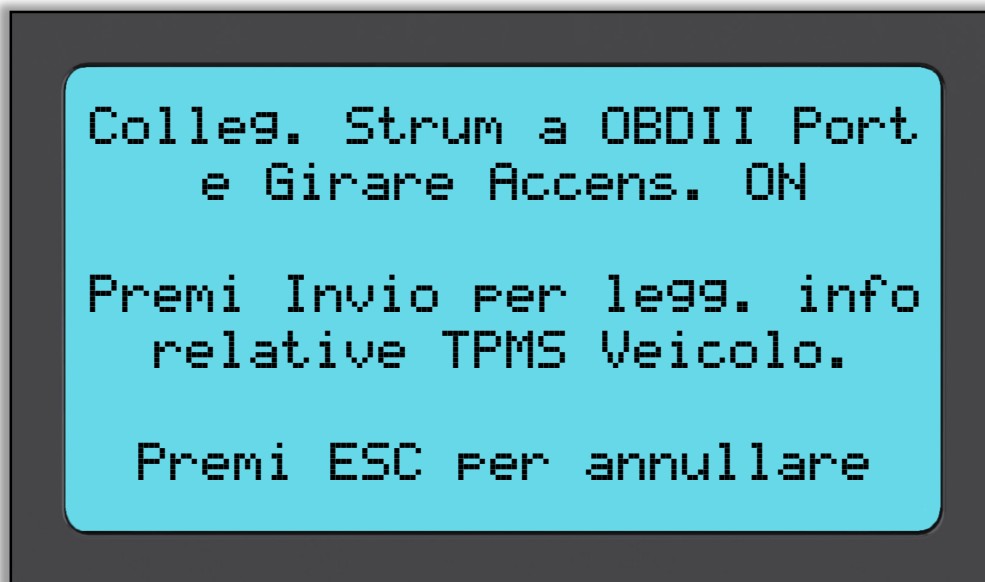 Colleg. Strum a OBDII Port
e Girare Accens. ON
Premi Invio per legg. info
relative TPMS Veicolo.
Premi ESC per annullare